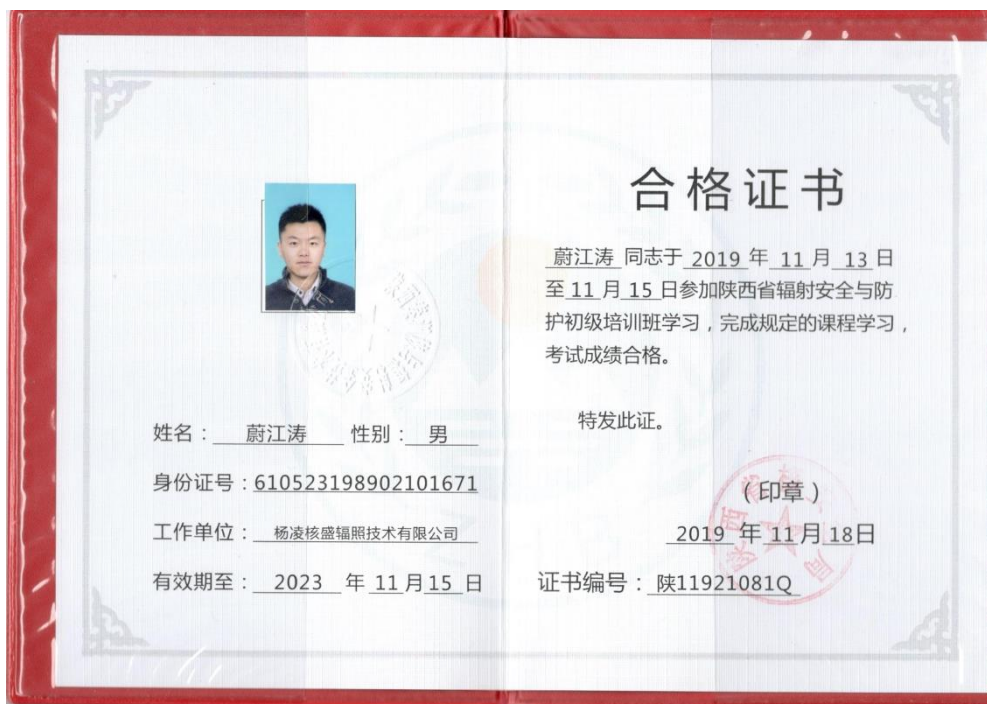 姓名：蔚江涛 性别：男
身份证号：610523198902101671
工作单位：杨凌核盛辐照技术有限公司
有效期至：2023 年 11 月 15 日
合格证书
蔚江涛 同志于 2019 年 11 月 13 日
至 11 月 15 日参加陕西省辐射安全与防
护初级培训班学习，完成规定的课程学习，
考试成绩合格。
特发此证。
（印章）
2019 年 11 月 18 日
证书编号：陕11921081Q